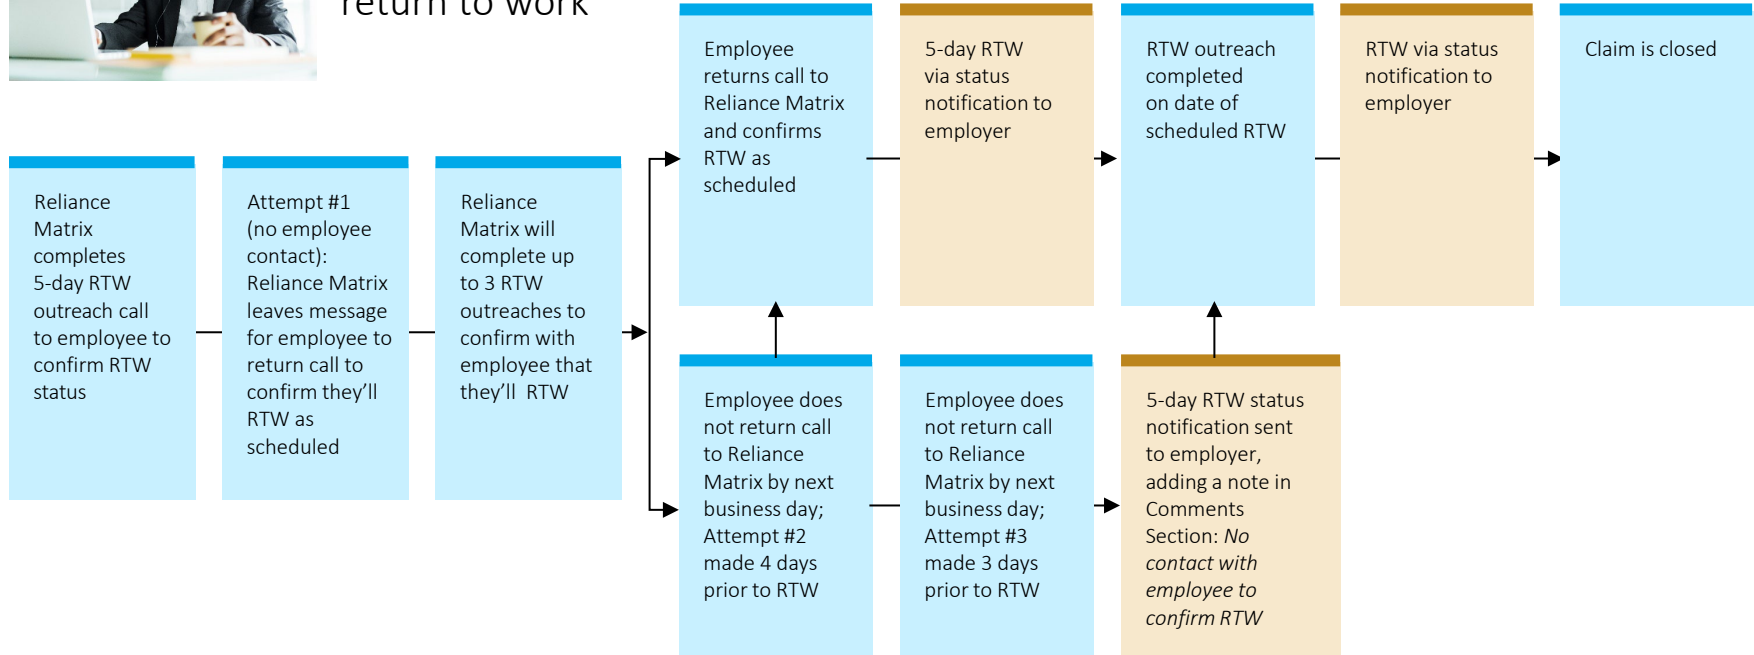 return to work
Reliance
Matrix
completes
5-day RTW
outreach call
to employee to
confirm RTW
status
Attempt #1
(no employee
contact):
Reliance Matrix
leaves message
for employee to
return call to
confirm they’ll
RTW as
scheduled
Reliance
Matrix will
complete up
to 3 RTW
outreaches to
confirm with
employee that
they’ll RTW
Employee
returns call to
Reliance Matrix
and confirms
RTW as
scheduled
5-day RTW
via status
notification to
employer
RTW outreach
completed
on date of
scheduled RTW
RTW via status
notification to
employer
Claim is closed
Employee does
not return call
to Reliance
Matrix by next
business day;
Attempt #2
made 4 days
prior to RTW
Employee does
not return call
to Reliance
Matrix by next
business day;
Attempt #3
made 3 days
prior to RTW
5-day RTW status
notification sent
to employer,
adding a note in
Comments
Section: No
contact with
employee to
confirm RTW